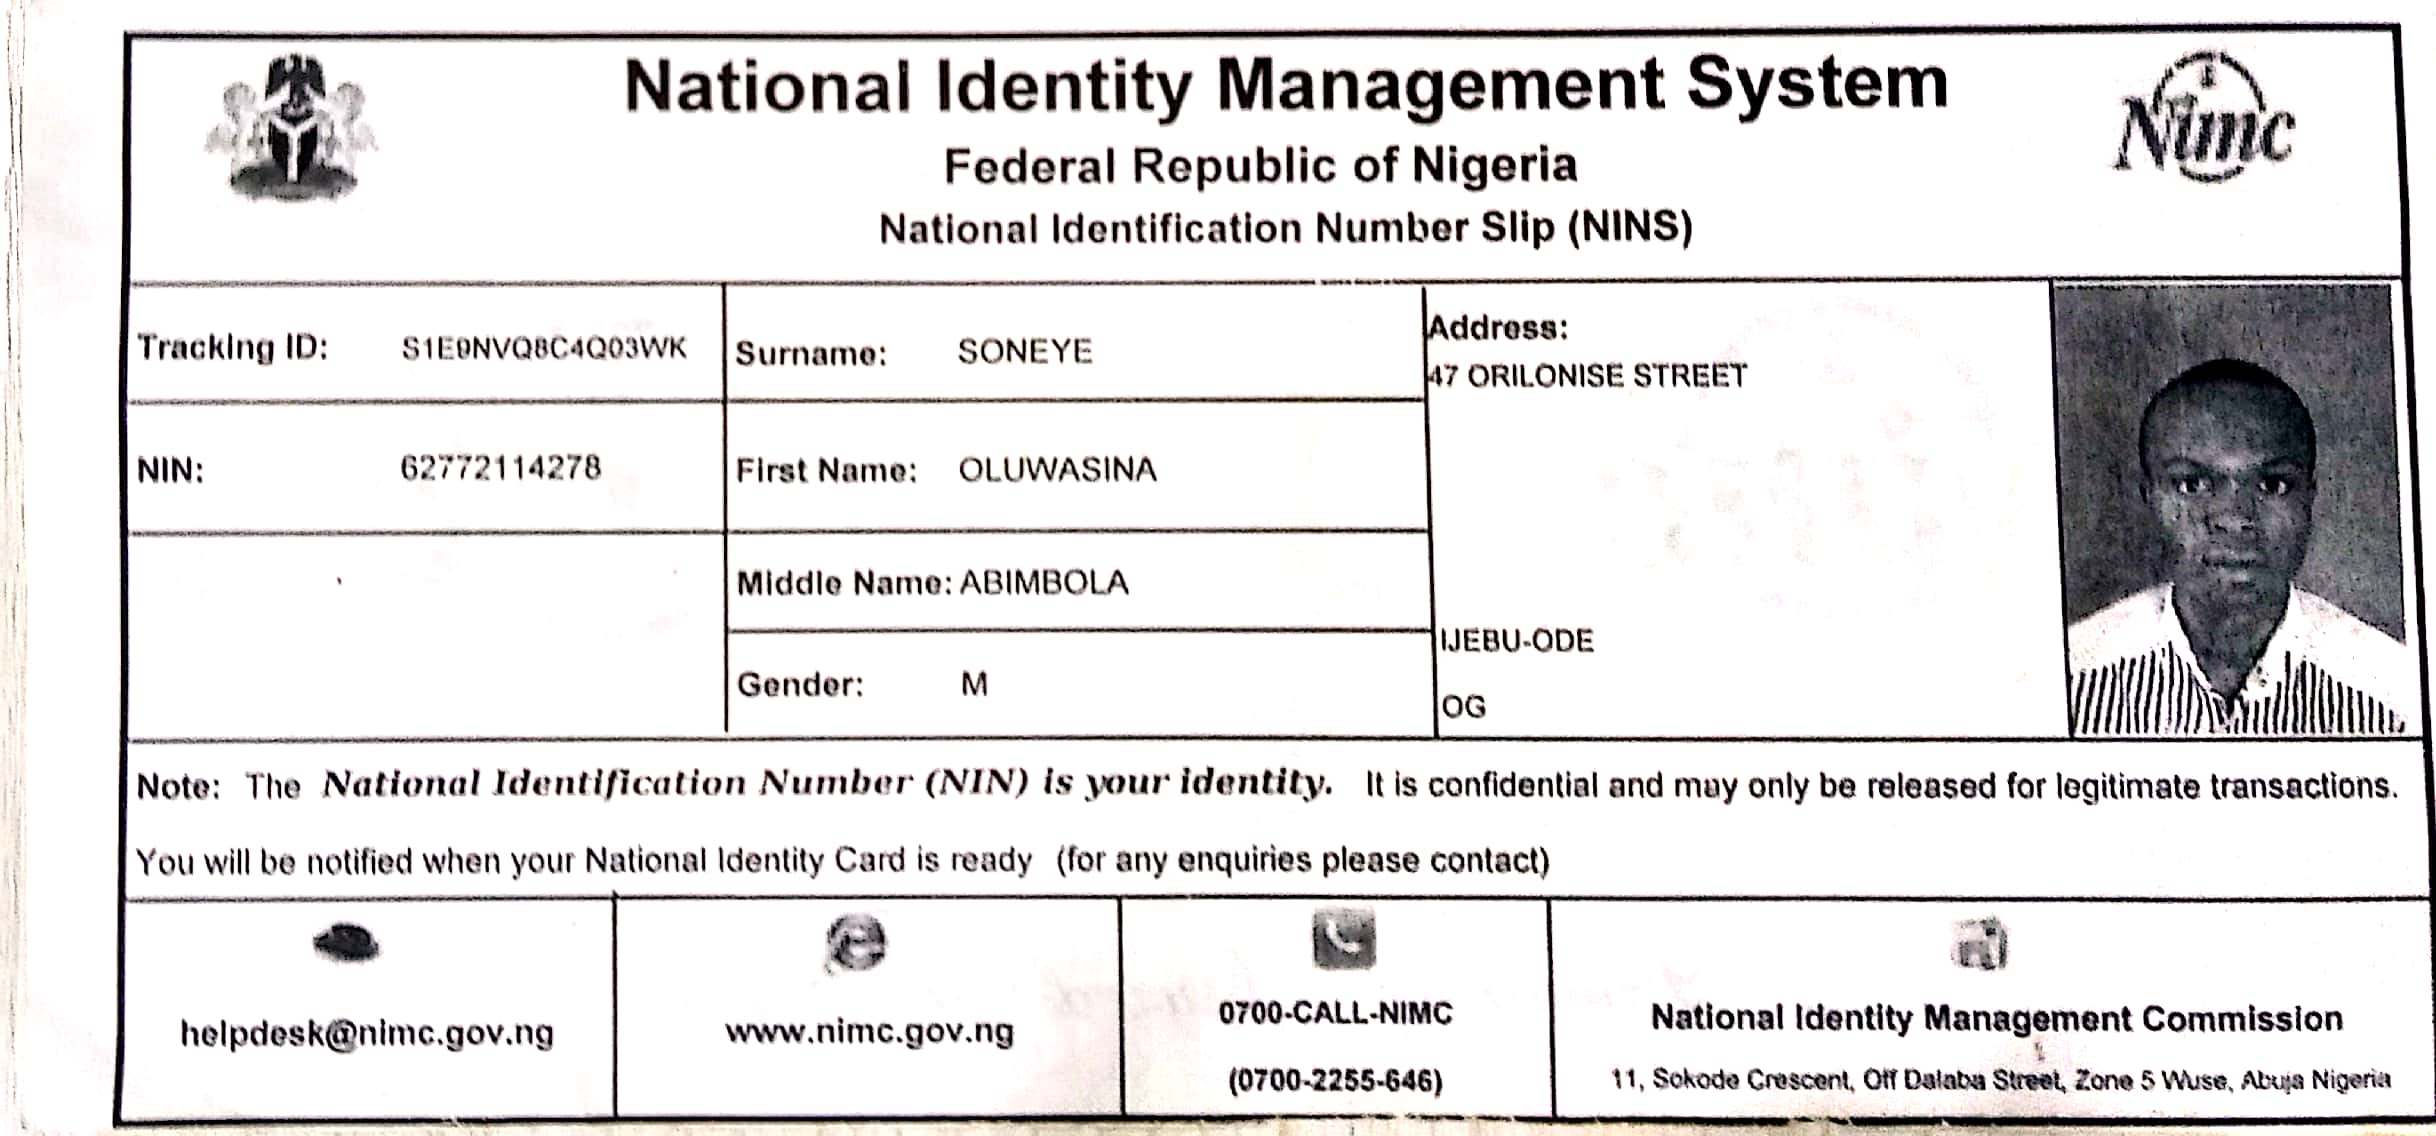 National Identity Management System
Federal Republic of Nigeria
National Identification Number Slip (NINS)
Nimc
Tracking ID: S1E9NVQ8C4Q03WK
Surname: SONEYE
Address:
47 ORILONISE STREET
NIN: 62772114278
First Name: OLUWASINA
Middle Name: ABIMBOLA
IJEBU-ODE
Gender: M
OG
Note: The National Identification Number (NIN) is your identity. It is confidential and may only be released for legitimate transactions.
You will be notified when your National Identity Card is ready (for any enquiries please contact)
helpdesk@nimc.gov.ng
www.nimc.gov.ng
0700-CALL-NIMC
(0700-2255-646)
National Identity Management Commission
11, Sokode Crescent, Off Dalaba Street, Zone 5 Wuse, Abuja Nigeria